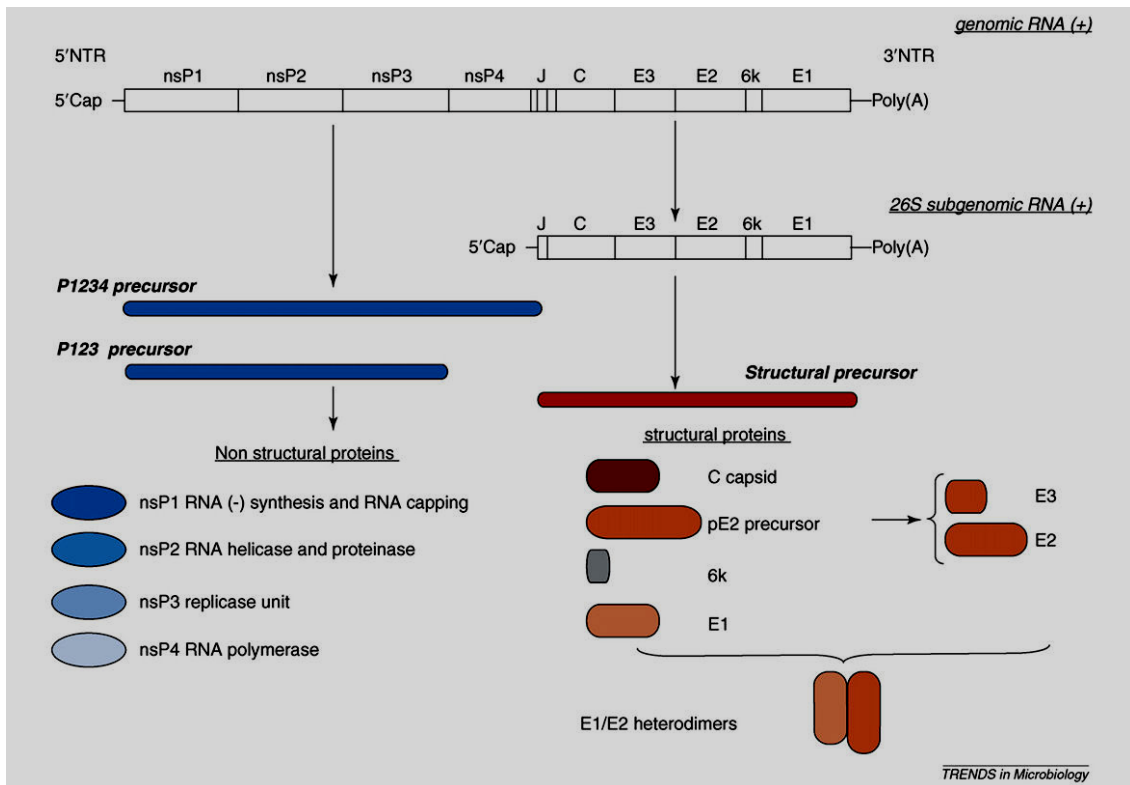 genomic RNA (+)
5′NTR 3′NTR
nsP1 nsP2 nsP3 nsP4 J C E3 E2 6k E1
5′Cap Poly(A)
26S subgenomic RNA (+)
J C E3 E2 6k E1
5′Cap Poly(A)
P1234 precursor
P123 precursor
Structural precursor
Non structural proteins
structural proteins
nsP1 RNA (-) synthesis and RNA capping
nsP2 RNA helicase and proteinase
nsP3 replicase unit
nsP4 RNA polymerase
C capsid
pE2 precursor
6k
E1
E3
E2
E1/E2 heterodimers
TRENDS in Microbiology